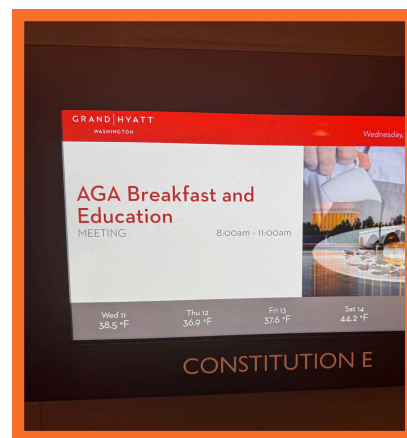 GRAND|HYATT
WASHINGTON
Wednesday,
AGA Breakfast and
Education
MEETING 8:00am - 11:00am
Wed 11 Thu 12 Fri 13 Sat 14
38.5 °F 36.9 °F 37.6 °F 44.2 °F
CONSTITUTION E